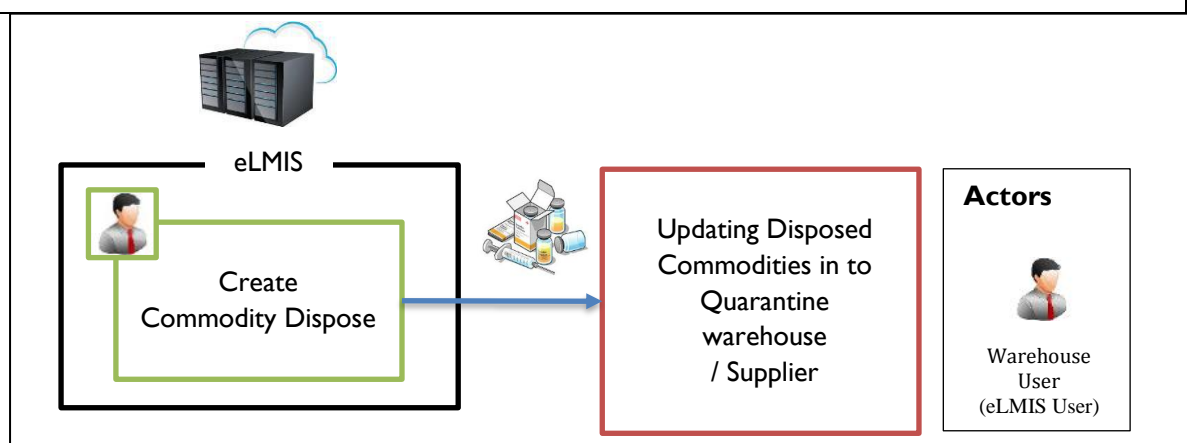 eLMIS
Create
Commodity Dispose
Updating Disposed
Commodities in to
Quarantine
warehouse
/ Supplier
Actors
Warehouse
User
(eLMIS User)